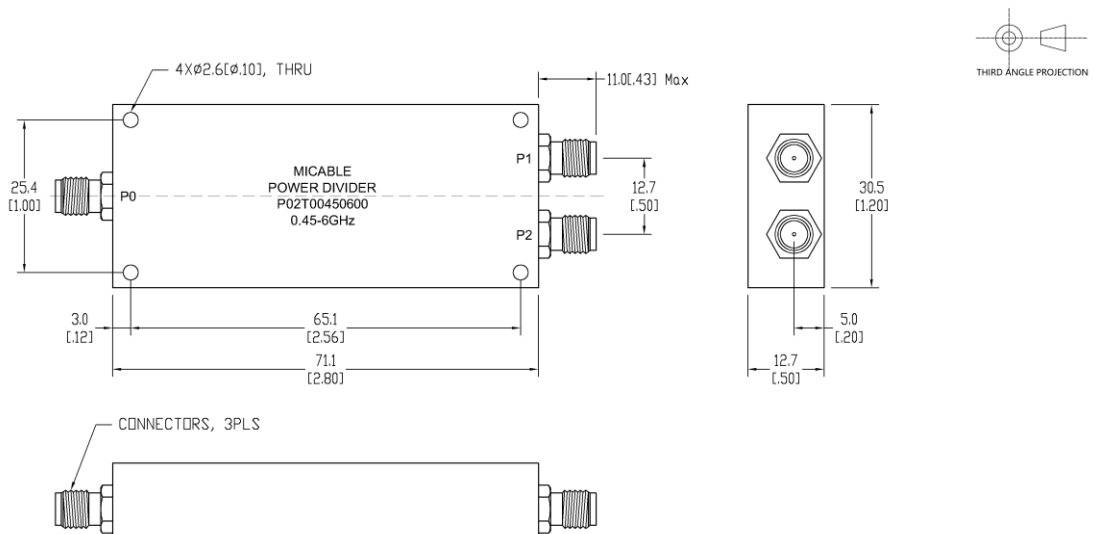 THIRD ANGLE PROJECTION
4XØ2.6[Ø.10], THRU
11.0[.43] Max
25.4
[1.00]
P0
MICABLE
POWER DIVIDER
P02T00450600
0.45-6GHz
P1
P2
12.7
[.50]
30.5
[1.20]
3.0
[.12]
65.1
[2.56]
71.1
[2.80]
5.0
[.20]
12.7
[.50]
CONNECTORS, 3PLS